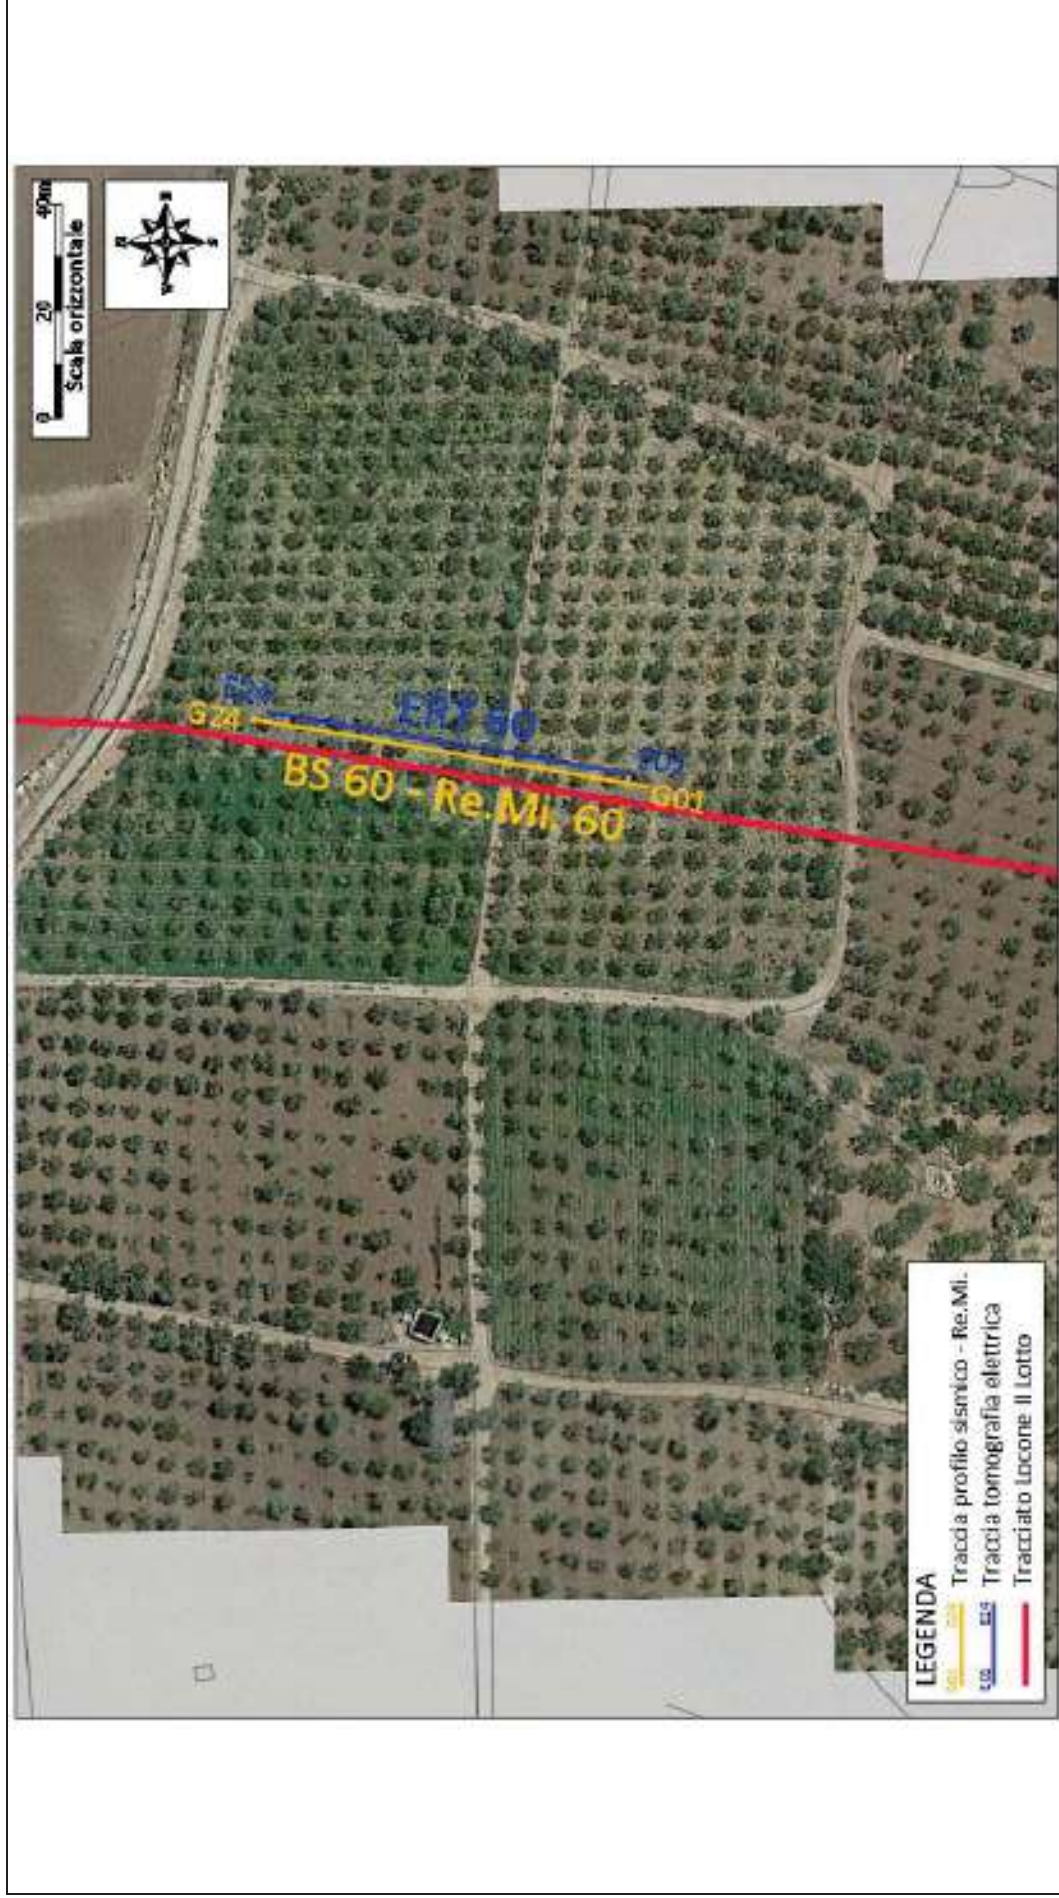 0 20 40m
Scala orizzontale
N
E
S
G24
ERT 60
BS 60 - Re.Mi. 60
G01
LEGENDA
Traccia profilo sismico - Re.Mi.
E24 Traccia tomografia elettrica
Tracciato Locone II Lotto